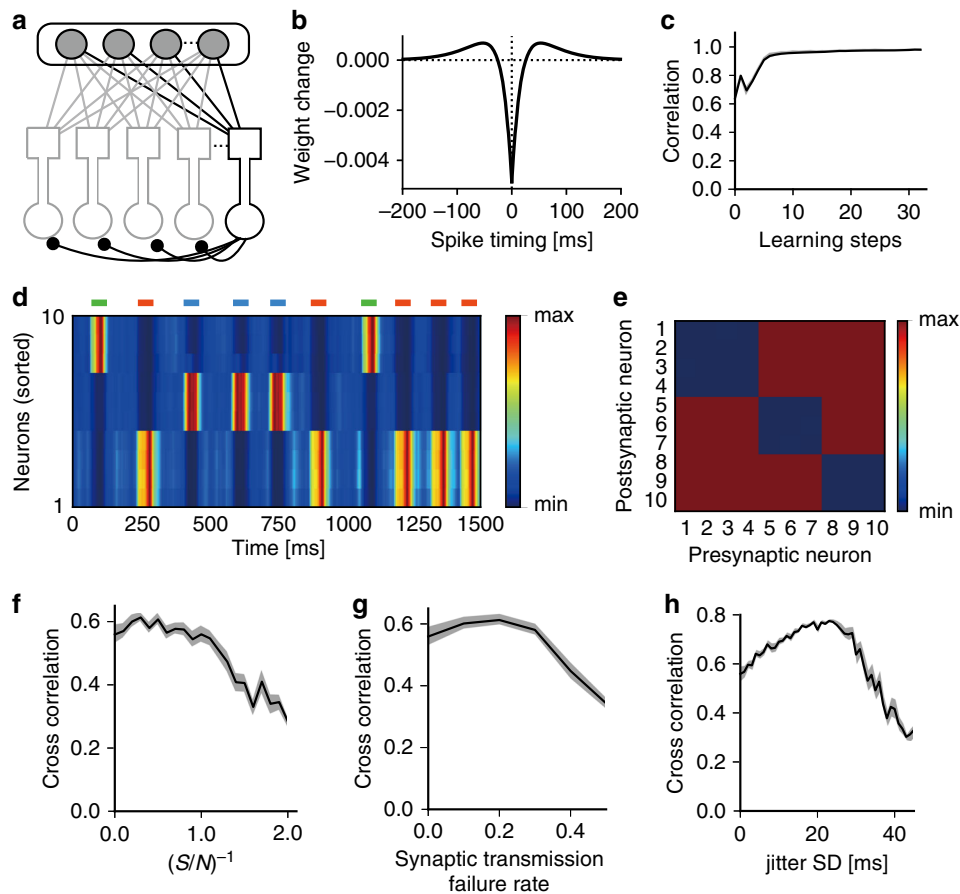 a
b
0.000
−0.002
−0.004
Weight change
−200
−100
0
100
200
Spike timing [ms]
c
1.0
0.8
0.6
0.4
0.2
0.0
Correlation
0
10
20
30
Learning steps
d
10
1
Neurons (sorted)
0
250
500
750
1000
1250
1500
Time [ms]
max
min
e
Postsynaptic neuron
1
2
3
4
5
6
7
8
9
10
1 2 3 4 5 6 7 8 9 10
Presynaptic neuron
max
min
f
0.6
0.4
0.2
0.0
Cross correlation
0.0
1.0
2.0
(S/N)−1
g
0.6
0.4
0.2
0.0
Cross correlation
0.0
0.2
0.4
Synaptic transmission
failure rate
h
0.8
0.6
0.4
0.2
0.0
Cross correlation
0
20
40
jitter SD [ms]